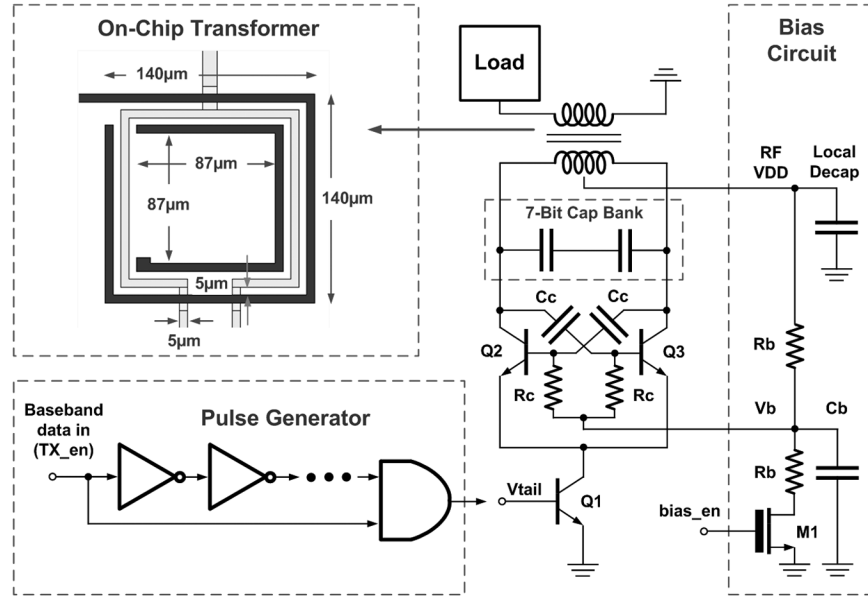 On-Chip Transformer
140µm
87µm
87µm
140µm
5µm
5µm
Load
Bias
Circuit
RF
VDD
Local
Decap
7-Bit Cap Bank
Cc
Cc
Q2
Q3
Rc
Rc
Rb
Vb
Cb
Rb
bias_en
M1
Pulse Generator
Baseband
data in
(TX_en)
Vtail
Q1